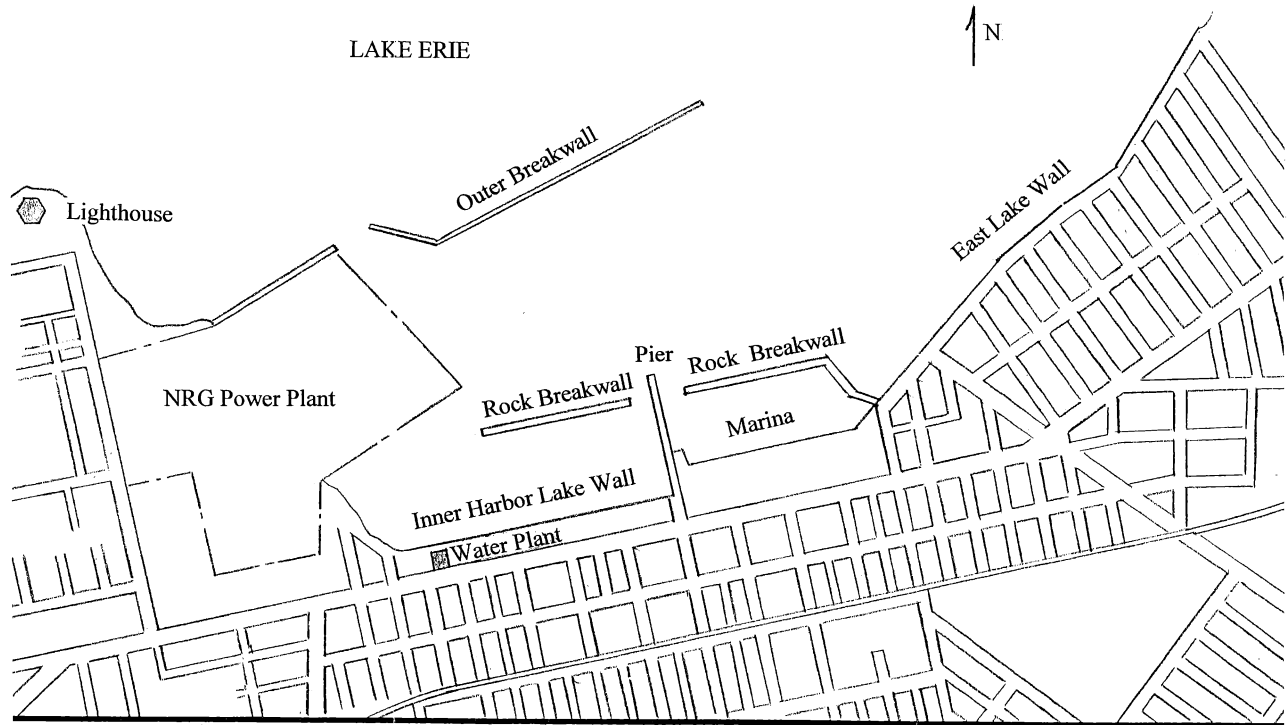 N
LAKE ERIE
Outer Breakwall
Lighthouse
East Lake Wall
Pier
Rock Breakwall
NRG Power Plant
Rock Breakwall
Marina
Inner Harbor Lake Wall
Water Plant